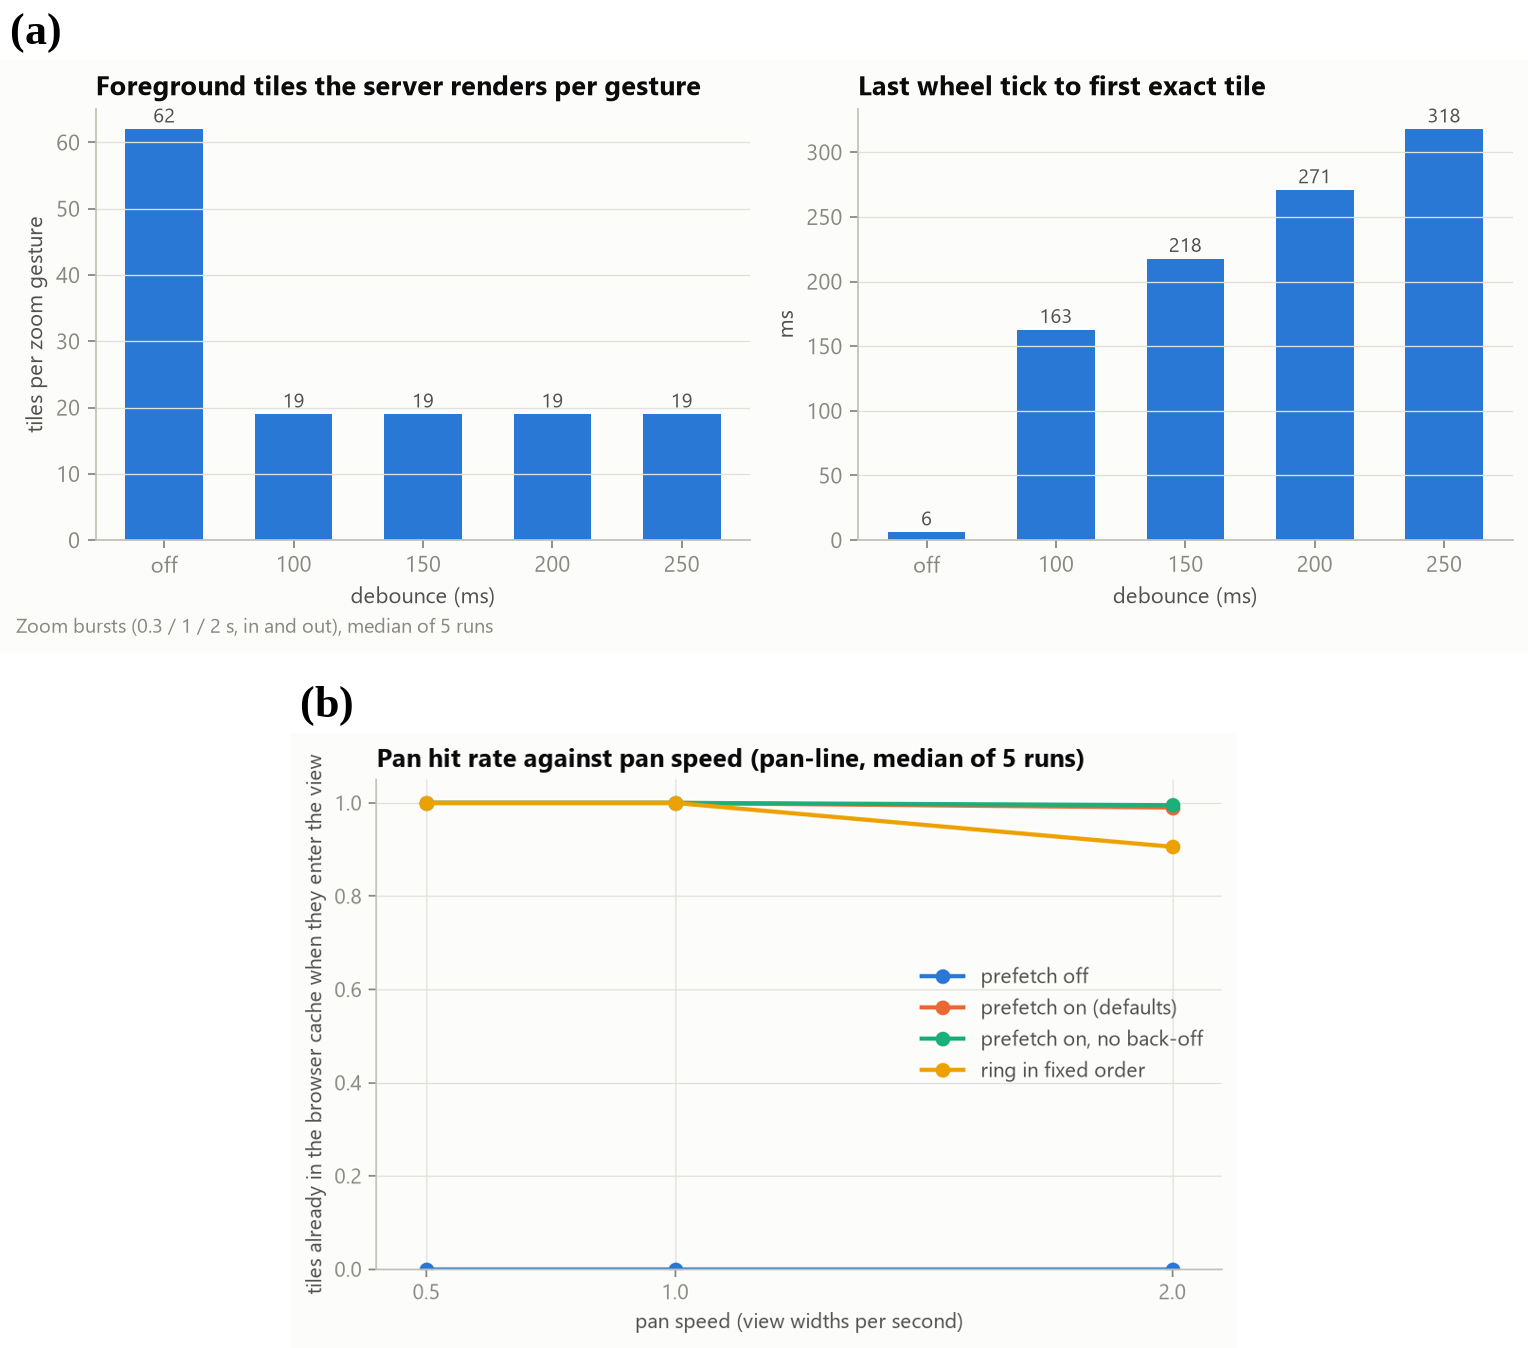 (a)
Foreground tiles the server renders per gesture
tiles per zoom gesture
60
50
40
30
20
10
0
62
19
19
19
19
off
100
150
200
250
debounce (ms)
Zoom bursts (0.3 / 1 / 2 s, in and out), median of 5 runs
Last wheel tick to first exact tile
ms
300
250
200
150
100
50
0
6
163
218
271
318
off
100
150
200
250
debounce (ms)
(b)
Pan hit rate against pan speed (pan-line, median of 5 runs)
tiles already in the browser cache when they enter the view
1.0
0.8
0.6
0.4
0.2
0.0
prefetch off
prefetch on (defaults)
prefetch on, no back-off
ring in fixed order
0.5
1.0
2.0
pan speed (view widths per second)